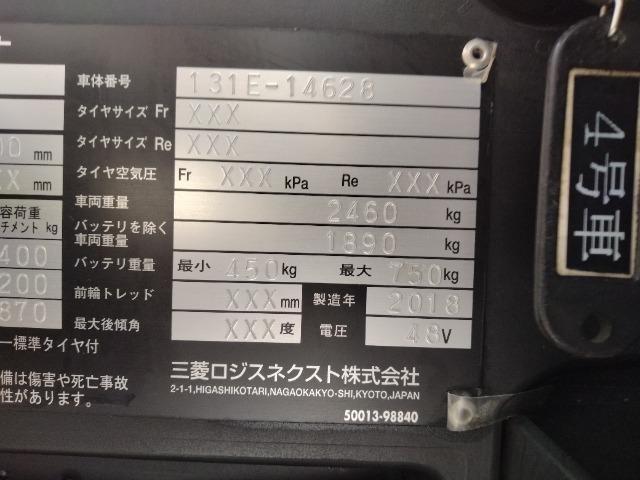 車体番号 131E-14628
タイヤサイズ Fr XXX
タイヤサイズ Re XXX
00 mm タイヤ空気圧 Fr XXX kPa Re XXX kPa
XX mm 車両重量 2460 kg
容荷重 バッテリを除く
チメント kg 車両重量 1890 kg
400 バッテリ重量 最小 450 kg 最大 750 kg
200 前輪トレッド XXX mm 製造年 2018
870 最大後傾角 XXX 度 電圧 48 V
ー標準タイヤ付
備は傷害や死亡事故
性があります。
三菱ロジスネクスト株式会社
2-1-1,HIGASHIKOTARI,NAGAOKAKYO-SHI,KYOTO,JAPAN
50013-98840
4号車